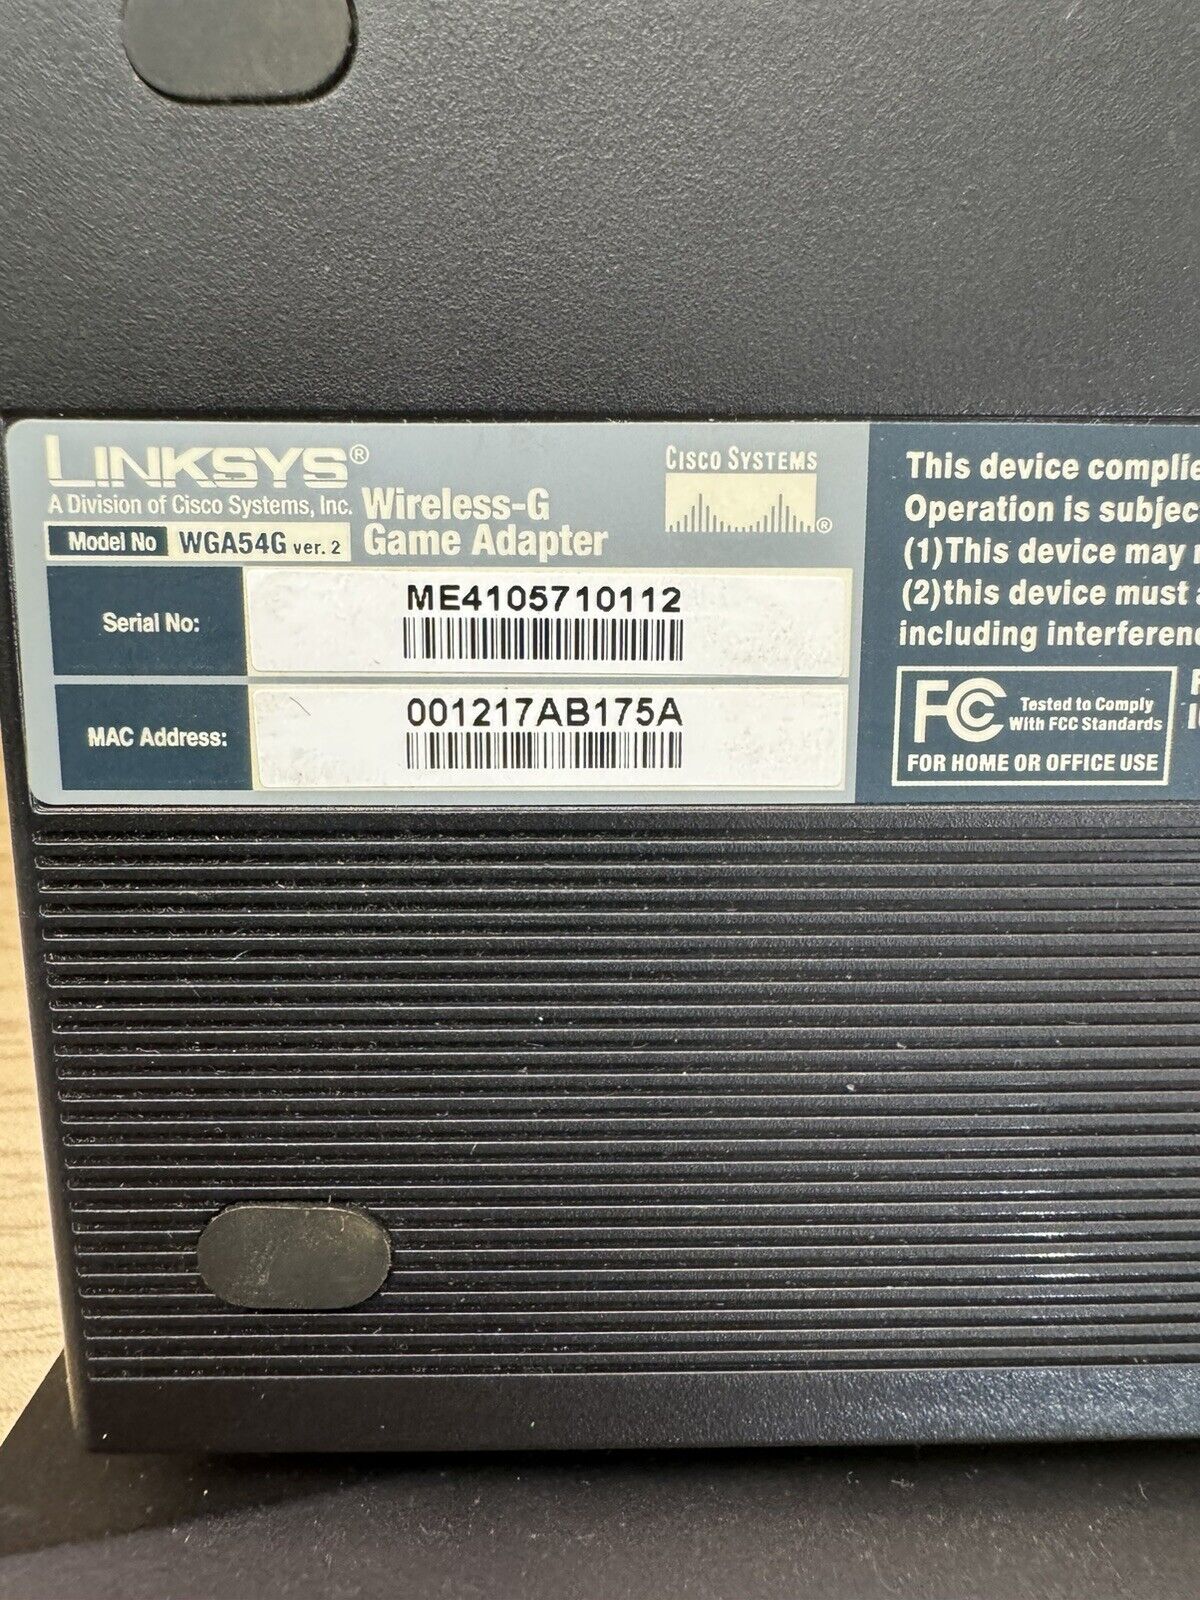 LINKSYS®
A Division of Cisco Systems, Inc.
Wireless-G
Game Adapter
Model No WGA54G ver. 2
CISCO SYSTEMS
®
Serial No:
ME4105710112
MAC Address:
001217AB175A
This device complie
Operation is subjec
(1)This device may
(2)this device must
including interferen
FC Tested to Comply
With FCC Standards
FOR HOME OR OFFICE USE